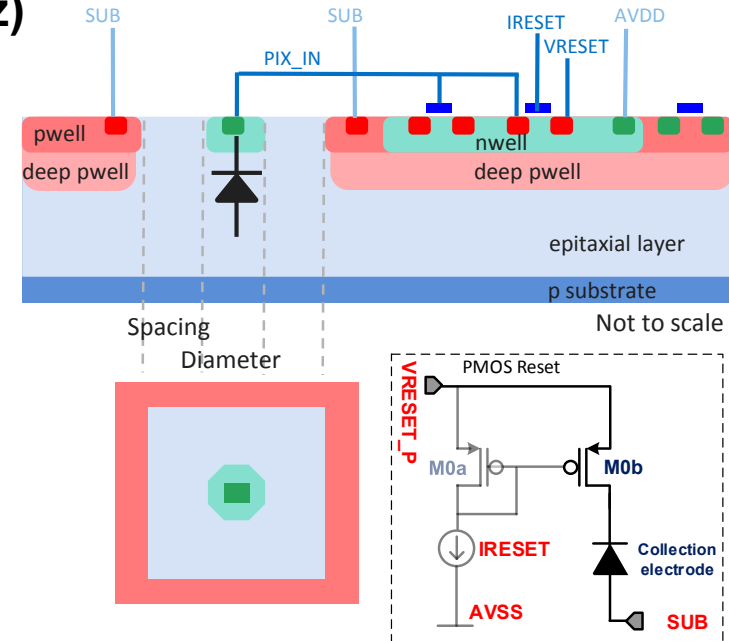 z)
SUB
SUB
IRESET
AVDD
VRESET
PIX_IN
pwell
nwell
deep pwell
deep pwell
epitaxial layer
p substrate
Spacing
Not to scale
Diameter
PMOS Reset
VRESET_P
M0a
M0b
IRESET
Collection
electrode
AVSS
SUB